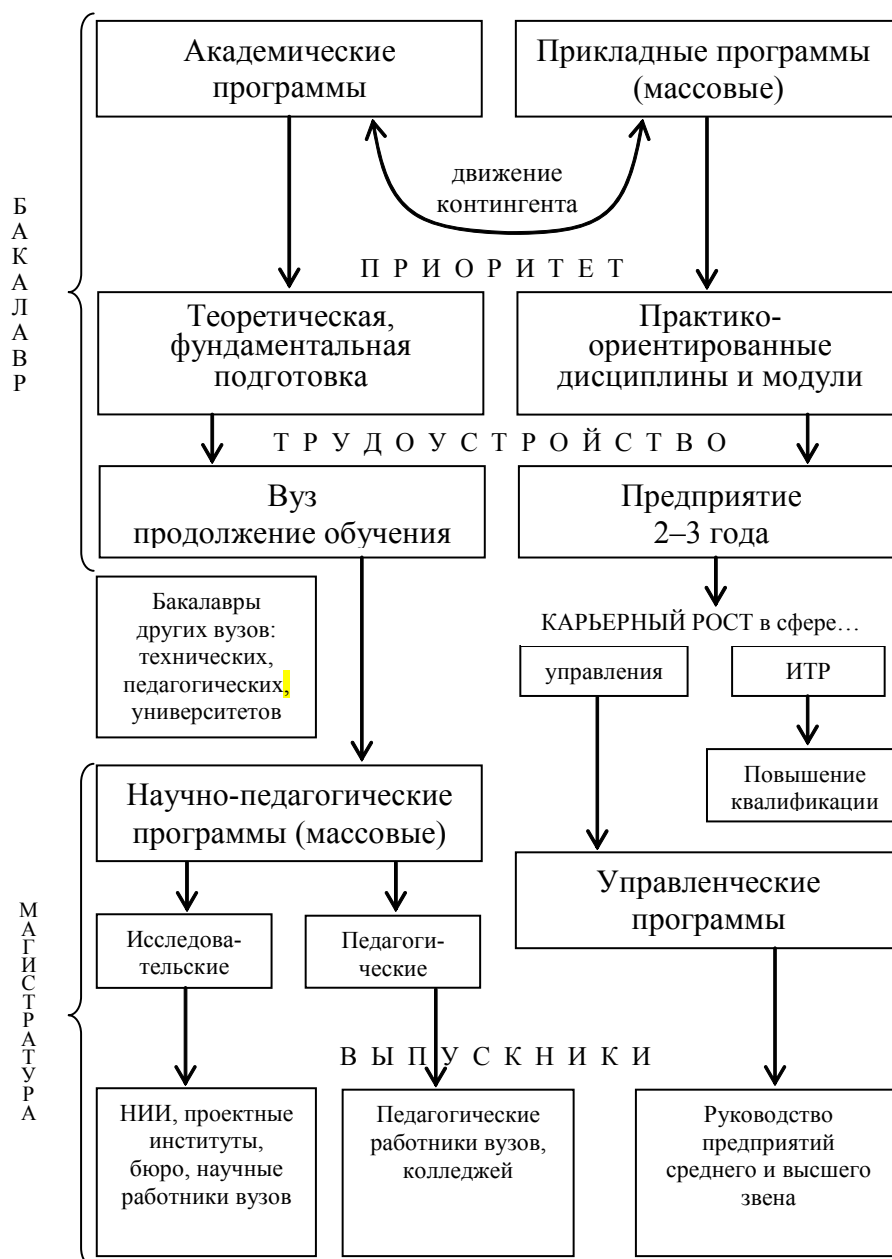 Академические
программы
Прикладные программы
(массовые)
движение
контингента
БАКАЛАВР
П Р И О Р И Т Е Т
Теоретическая,
фундаментальная
подготовка
Практико-
ориентированные
дисциплины и модули
Т Р У Д О У С Т Р О Й С Т В О
Вуз
продолжение обучения
Предприятие
2–3 года
Бакалавры
других вузов:
технических,
педагогических,
университетов
КАРЬЕРНЫЙ РОСТ в сфере…
управления
ИТР
Повышение
квалификации
Научно-педагогические
программы (массовые)
Управленческие
программы
МАГИСТРАТУРА
Исследова-
тельские
Педагоги-
ческие
В Ы П У С К Н И К И
НИИ, проектные
институты,
бюро, научные
работники вузов
Педагогические
работники вузов,
колледжей
Руководство
предприятий
среднего и высшего
звена